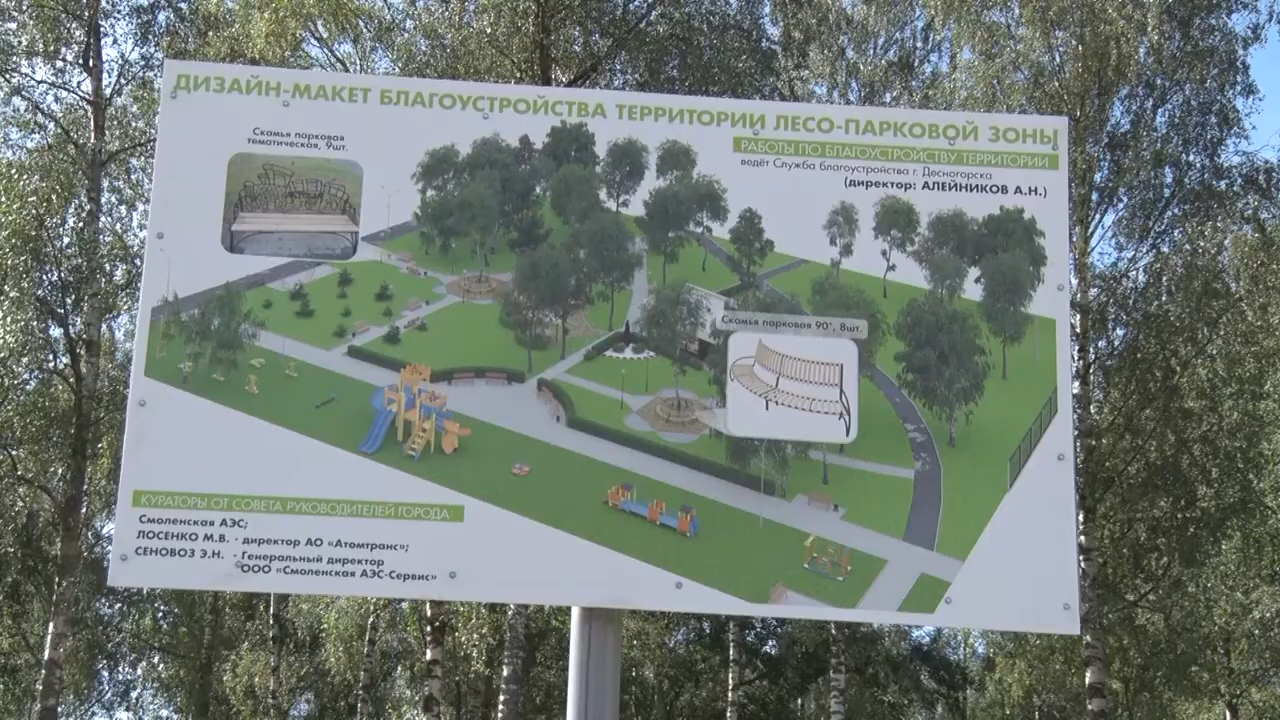 ДИЗАЙН-МАКЕТ БЛАГОУСТРОЙСТВА ТЕРРИТОРИИ ЛЕСО-ПАРКОВОЙ ЗОНЫ
Скамья парковая
тематическая, 9шт.
РАБОТЫ ПО БЛАГОУСТРОЙСТВУ ТЕРРИТОРИИ
ведёт Служба благоустройства г. Десногорска
(директор: АЛЕЙНИКОВ А.Н.)
Скамья парковая 90°, 8шт.
КУРАТОРЫ ОТ СОВЕТА РУКОВОДИТЕЛЕЙ ГОРОДА:
Смоленская АЭС;
ЛОСЕНКО М.В. - директор АО «Атомтранс»;
СЕНОВОЗ Э.Н. - Генеральный директор
ООО «Смоленская АЭС-Сервис»